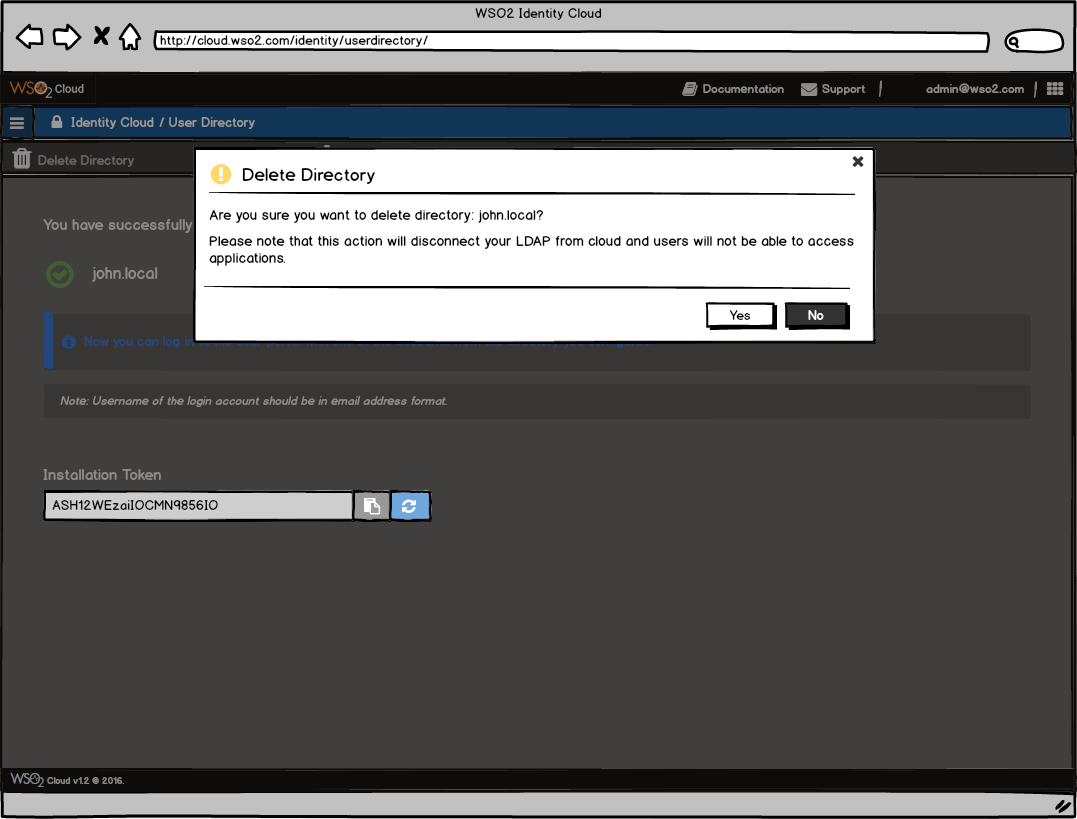 WSO2 Identity Cloud
http://cloud.wso2.com/identity/userdirectory/
WSO2 Cloud
Documentation
Support
admin@wso2.com
Identity Cloud / User Directory
Delete Directory
Delete Directory
Are you sure you want to delete directory: john.local?
Please note that this action will disconnect your LDAP from cloud and users will not be able to access
applications.
Yes
No
You have successfully
john.local
Now you can log in
Note: Username of the login account should be in email address format.
Installation Token
ASH12WEzaiIOCMN9856IO
WSO2 Cloud v1.2 © 2016.